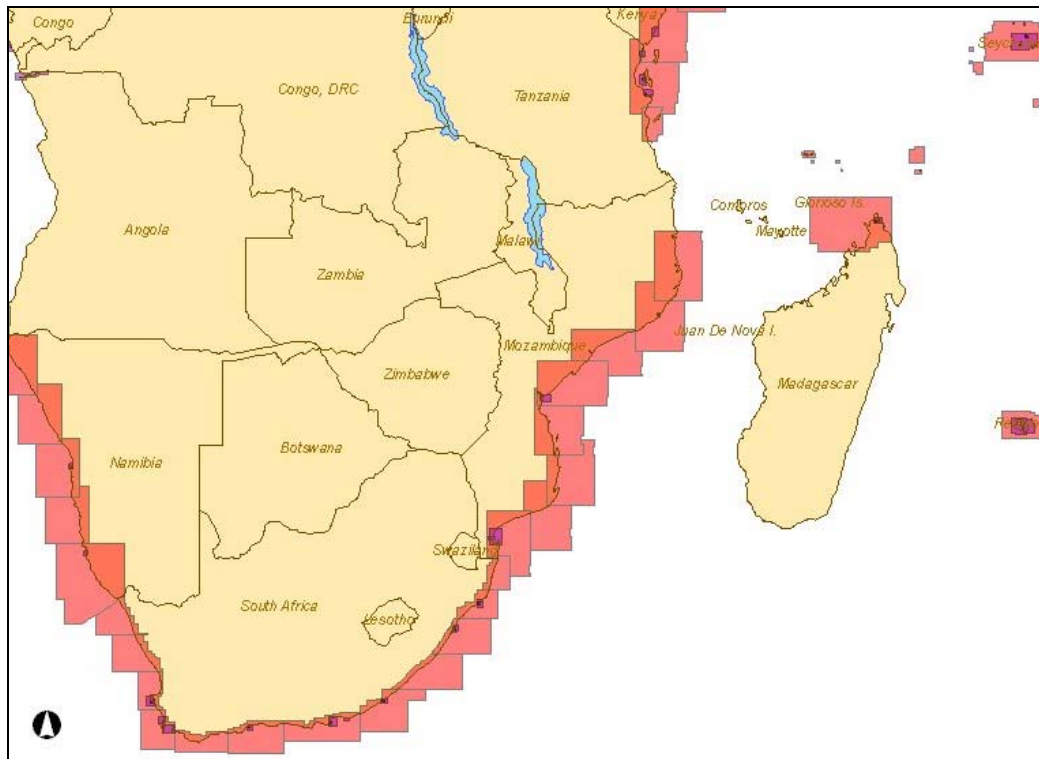 Congo
Burundi
Kenya
Congo, DRC
Tanzania
Comoros
Glorioso Is.
Mayotte
Angola
Malawi
Zambia
Juan De Nova I.
Mozambique
Zimbabwe
Madagascar
Botswana
Namibia
Swaziland
South Africa
Lesotho